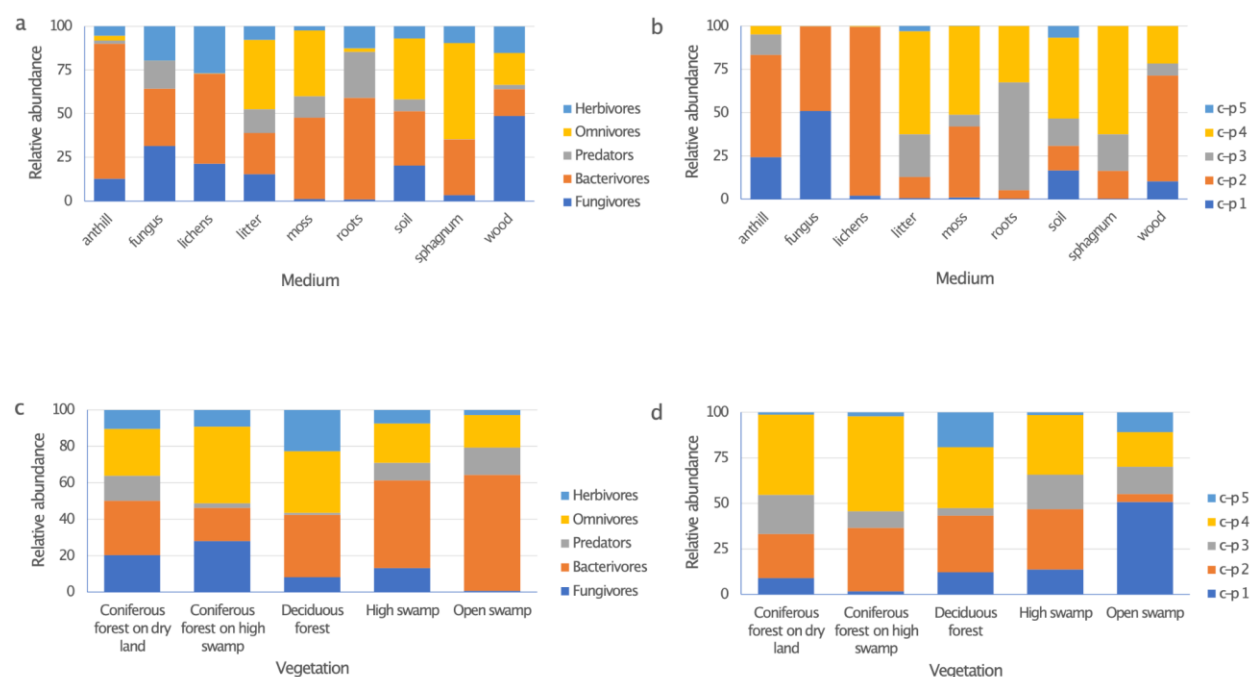 a
100
75
50
25
0
Relative abundance
anthill
fungus
lichens
litter
moss
roots
soil
sphagnum
wood
Medium
Herbivores
Omnivores
Predators
Bacterivores
Fungivores
b
100
75
50
25
0
Relative abundance
anthill
fungus
lichens
litter
moss
roots
soil
sphagnum
wood
Medium
c–p 5
c–p 4
c–p 3
c–p 2
c–p 1
c
100
80
60
40
20
0
Relative abundance
Coniferous
forest on dry
land
Coniferous
forest on high
swamp
Deciduous
forest
High swamp
Open swamp
Vegetation
Herbivores
Omnivores
Predators
Bacterivores
Fungivores
d
100
75
50
25
0
Relative abundance
Coniferous
forest on dry
land
Coniferous
forest on high
swamp
Deciduous
forest
High swamp
Open swamp
Vegetation
c–p 5
c–p 4
c–p 3
c–p 2
c–p 1